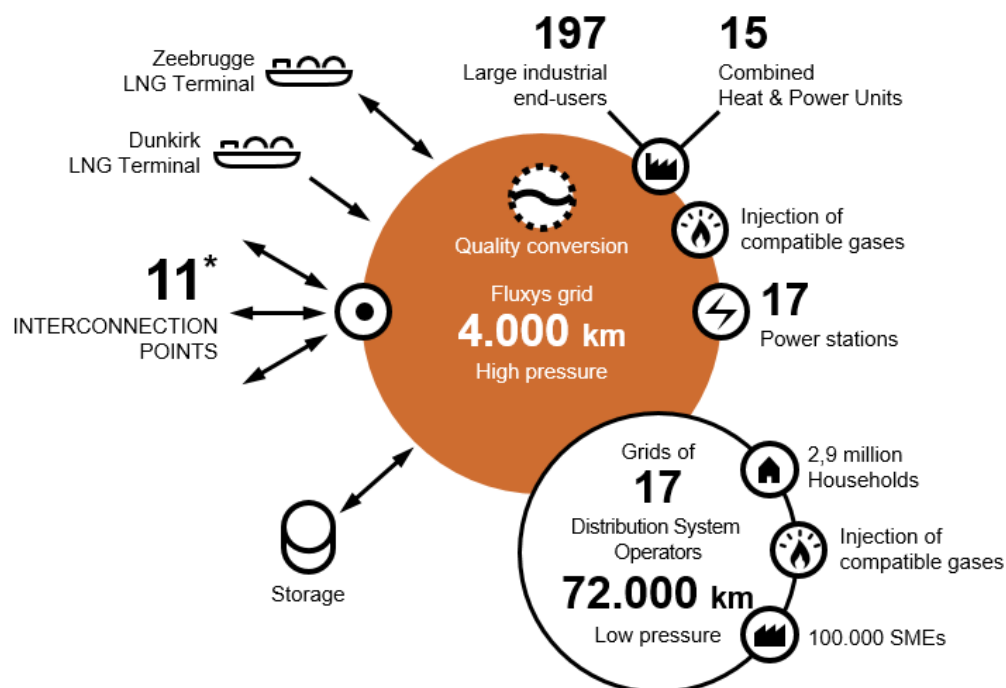 197
Large industrial
end-users
15
Combined
Heat & Power Units
Zeebrugge
LNG Terminal
Dunkirk
LNG Terminal
Quality conversion
Injection of
compatible gases
11*
INTERCONNECTION
POINTS
Fluxys grid
4.000 km
High pressure
17
Power stations
Grids of
17
Distribution System
Operators
72.000 km
Low pressure
2,9 million
Households
Injection of
compatible gases
100.000 SMEs
Storage